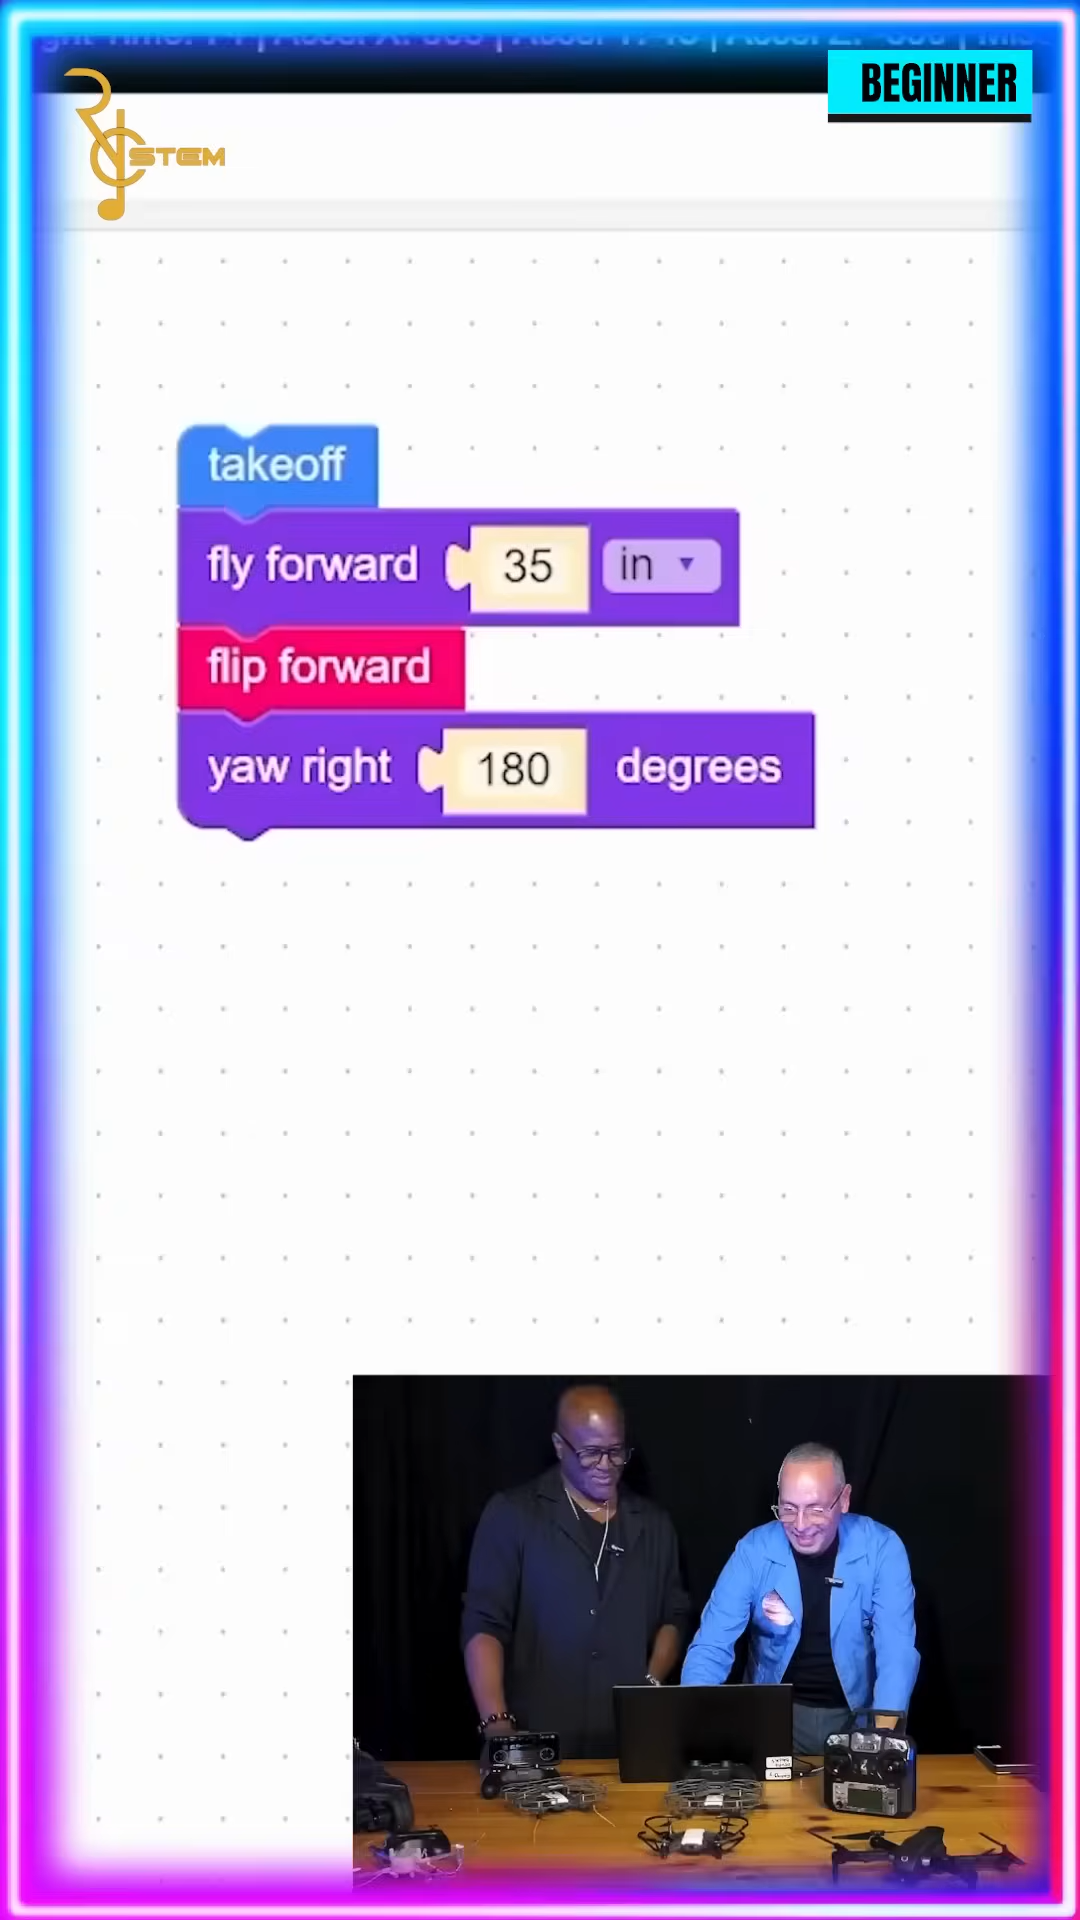 BEGINNER
STEM
takeoff
fly forward 35 in
flip forward
yaw right 180 degrees